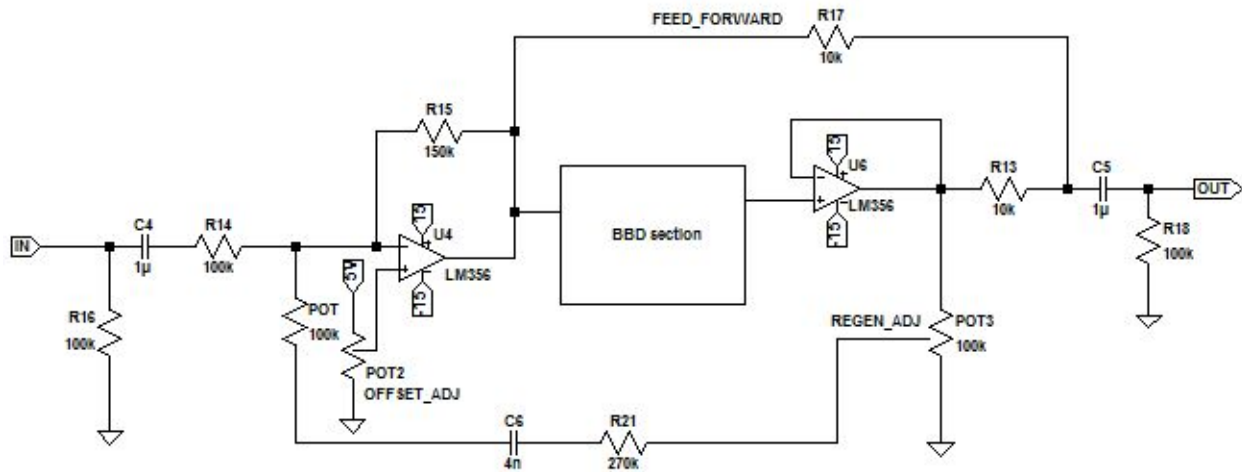 FEED_FORWARD
R17
10k
R15
150k
15
U6
LM356
-15
R13
10k
C5
1µ
OUT
R18
100k
BBD section
IN
C4
1µ
R14
100k
15
U4
LM356
-15
5V
R16
100k
POT
100k
POT2
OFFSET_ADJ
REGEN_ADJ
POT3
100k
C6
4n
R21
270k